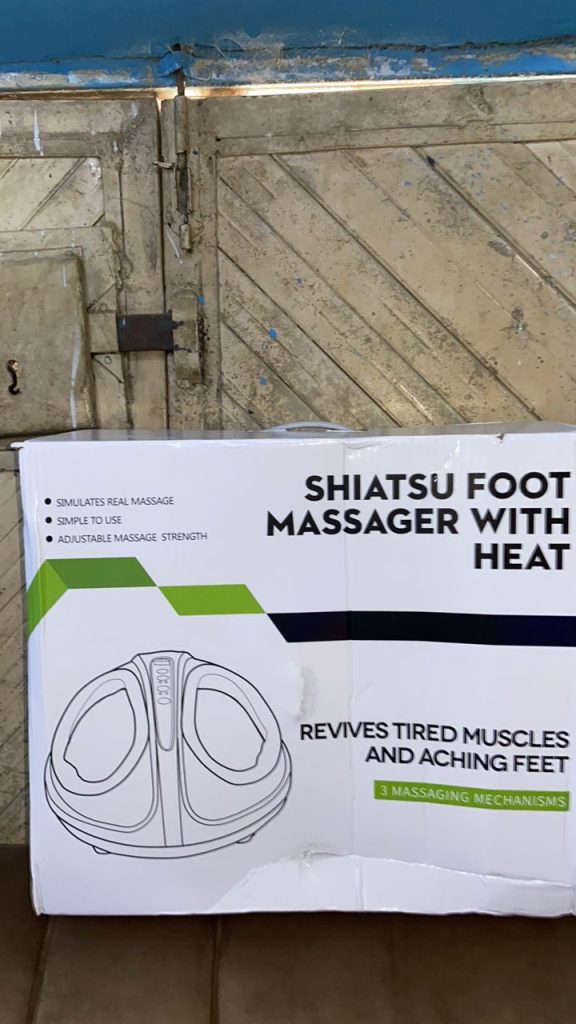 SIMULATES REAL MASSAGE
SIMPLE TO USE
ADJUSTABLE MASSAGE STRENGTH
SHIATSU FOOT
MASSAGER WITH
HEAT
REVIVES TIRED MUSCLES
AND ACHING FEET
3 MASSAGING MECHANISMS